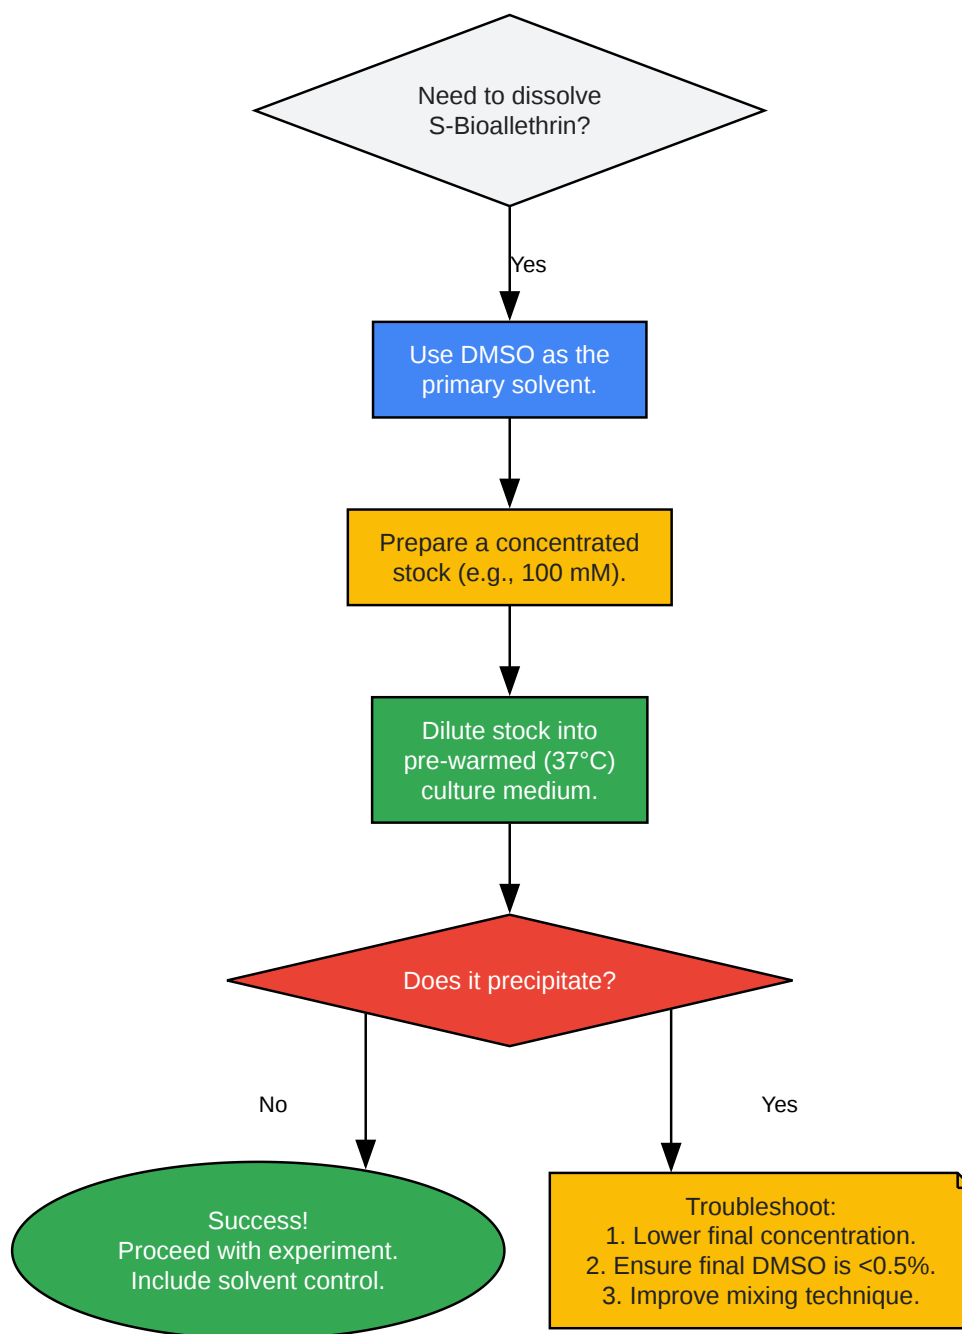 Need to dissolve
S-Bioallethrin?
Yes
Use DMSO as the
primary solvent.
Prepare a concentrated
stock (e.g., 100 mM).
Dilute stock into
pre-warmed (37°C)
culture medium.
Does it precipitate?
No
Yes
Success!
Proceed with experiment.
Include solvent control.
Troubleshoot:
1. Lower final concentration.
2. Ensure final DMSO is <0.5%.
3. Improve mixing technique.